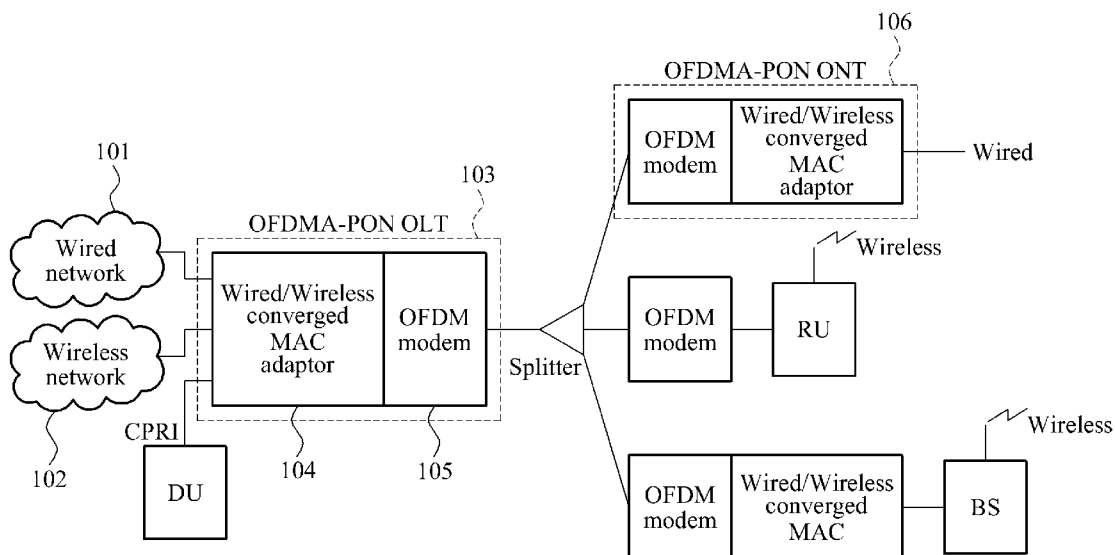 106
OFDMA-PON ONT
OFDM
modem
Wired/Wireless
converged
MAC
adaptor
Wired
101
Wired
network
103
OFDMA-PON OLT
Wired/Wireless
converged
MAC
adaptor
OFDM
modem
Wireless
network
102
CPRI
DU
104
105
Splitter
OFDM
modem
RU
Wireless
OFDM
modem
Wired/Wireless
converged
MAC
BS
Wireless